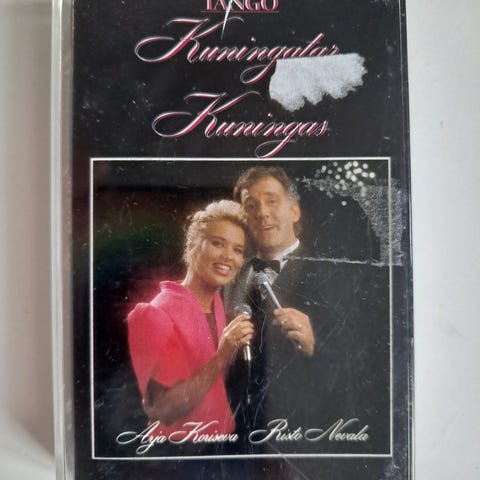 TANGO
Kuningatar
Kuningas
Arja Koriseva Risto Nevala